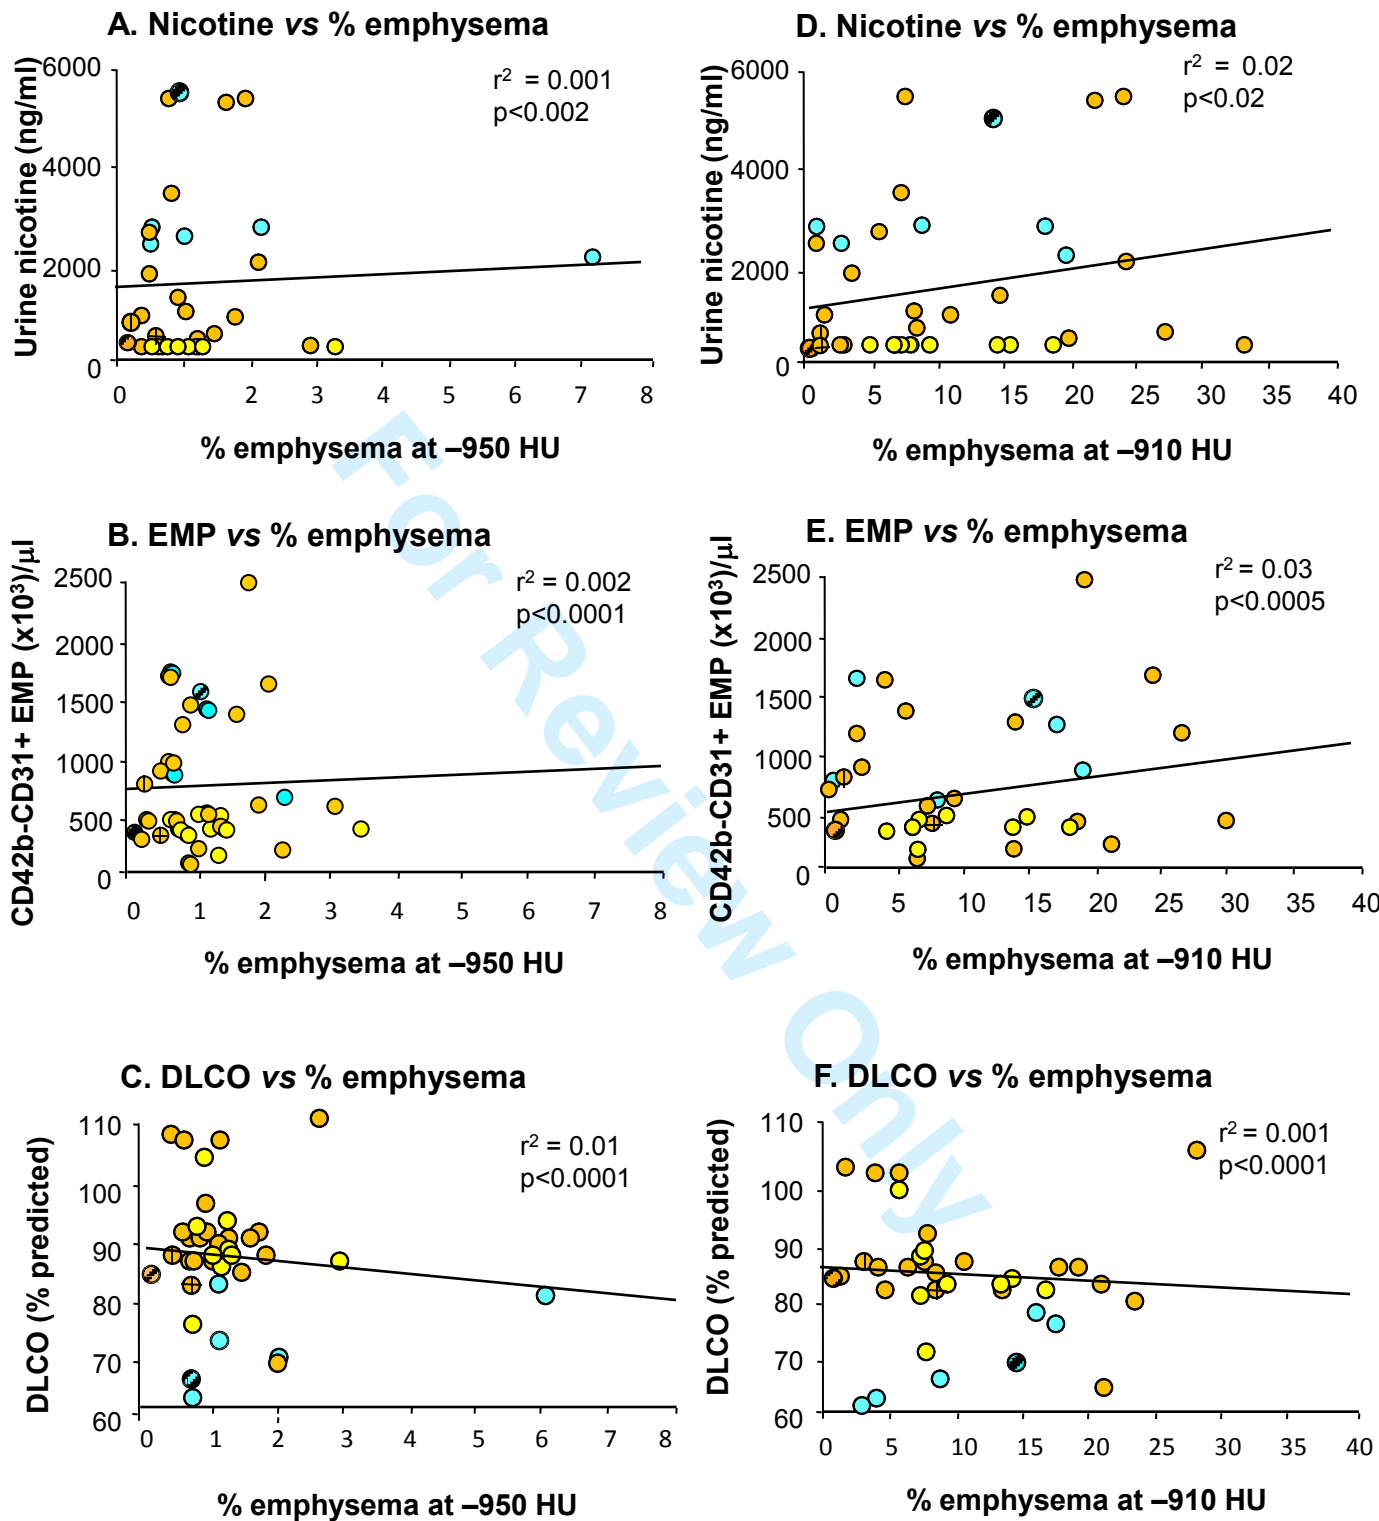 A. Nicotine vs % emphysema
r² = 0.001
p<0.002
Urine nicotine (ng/ml)
6000
4000
2000
0
0 1 2 3 4 5 6 7 8
% emphysema at –950 HU
D. Nicotine vs % emphysema
r² = 0.02
p<0.02
Urine nicotine (ng/ml)
6000
4000
2000
0
0 5 10 15 20 25 30 35 40
% emphysema at –910 HU
B. EMP vs % emphysema
r² = 0.002
p<0.0001
CD42b-CD31+ EMP (x10³)/μl
2500
2000
1500
1000
500
0
0 1 2 3 4 5 6 7 8
% emphysema at –950 HU
E. EMP vs % emphysema
r² = 0.03
p<0.0005
CD42b-CD31+ EMP (x10³)/μl
2500
2000
1500
1000
500
0
0 5 10 15 20 25 30 35 40
% emphysema at –910 HU
C. DLCO vs % emphysema
r² = 0.01
p<0.0001
DLCO (% predicted)
110
100
90
80
70
60
0 1 2 3 4 5 6 7 8
% emphysema at –950 HU
F. DLCO vs % emphysema
r² = 0.001
p<0.0001
DLCO (% predicted)
110
100
90
80
70
60
0 5 10 15 20 25 30 35 40
% emphysema at –910 HU
For Review Only